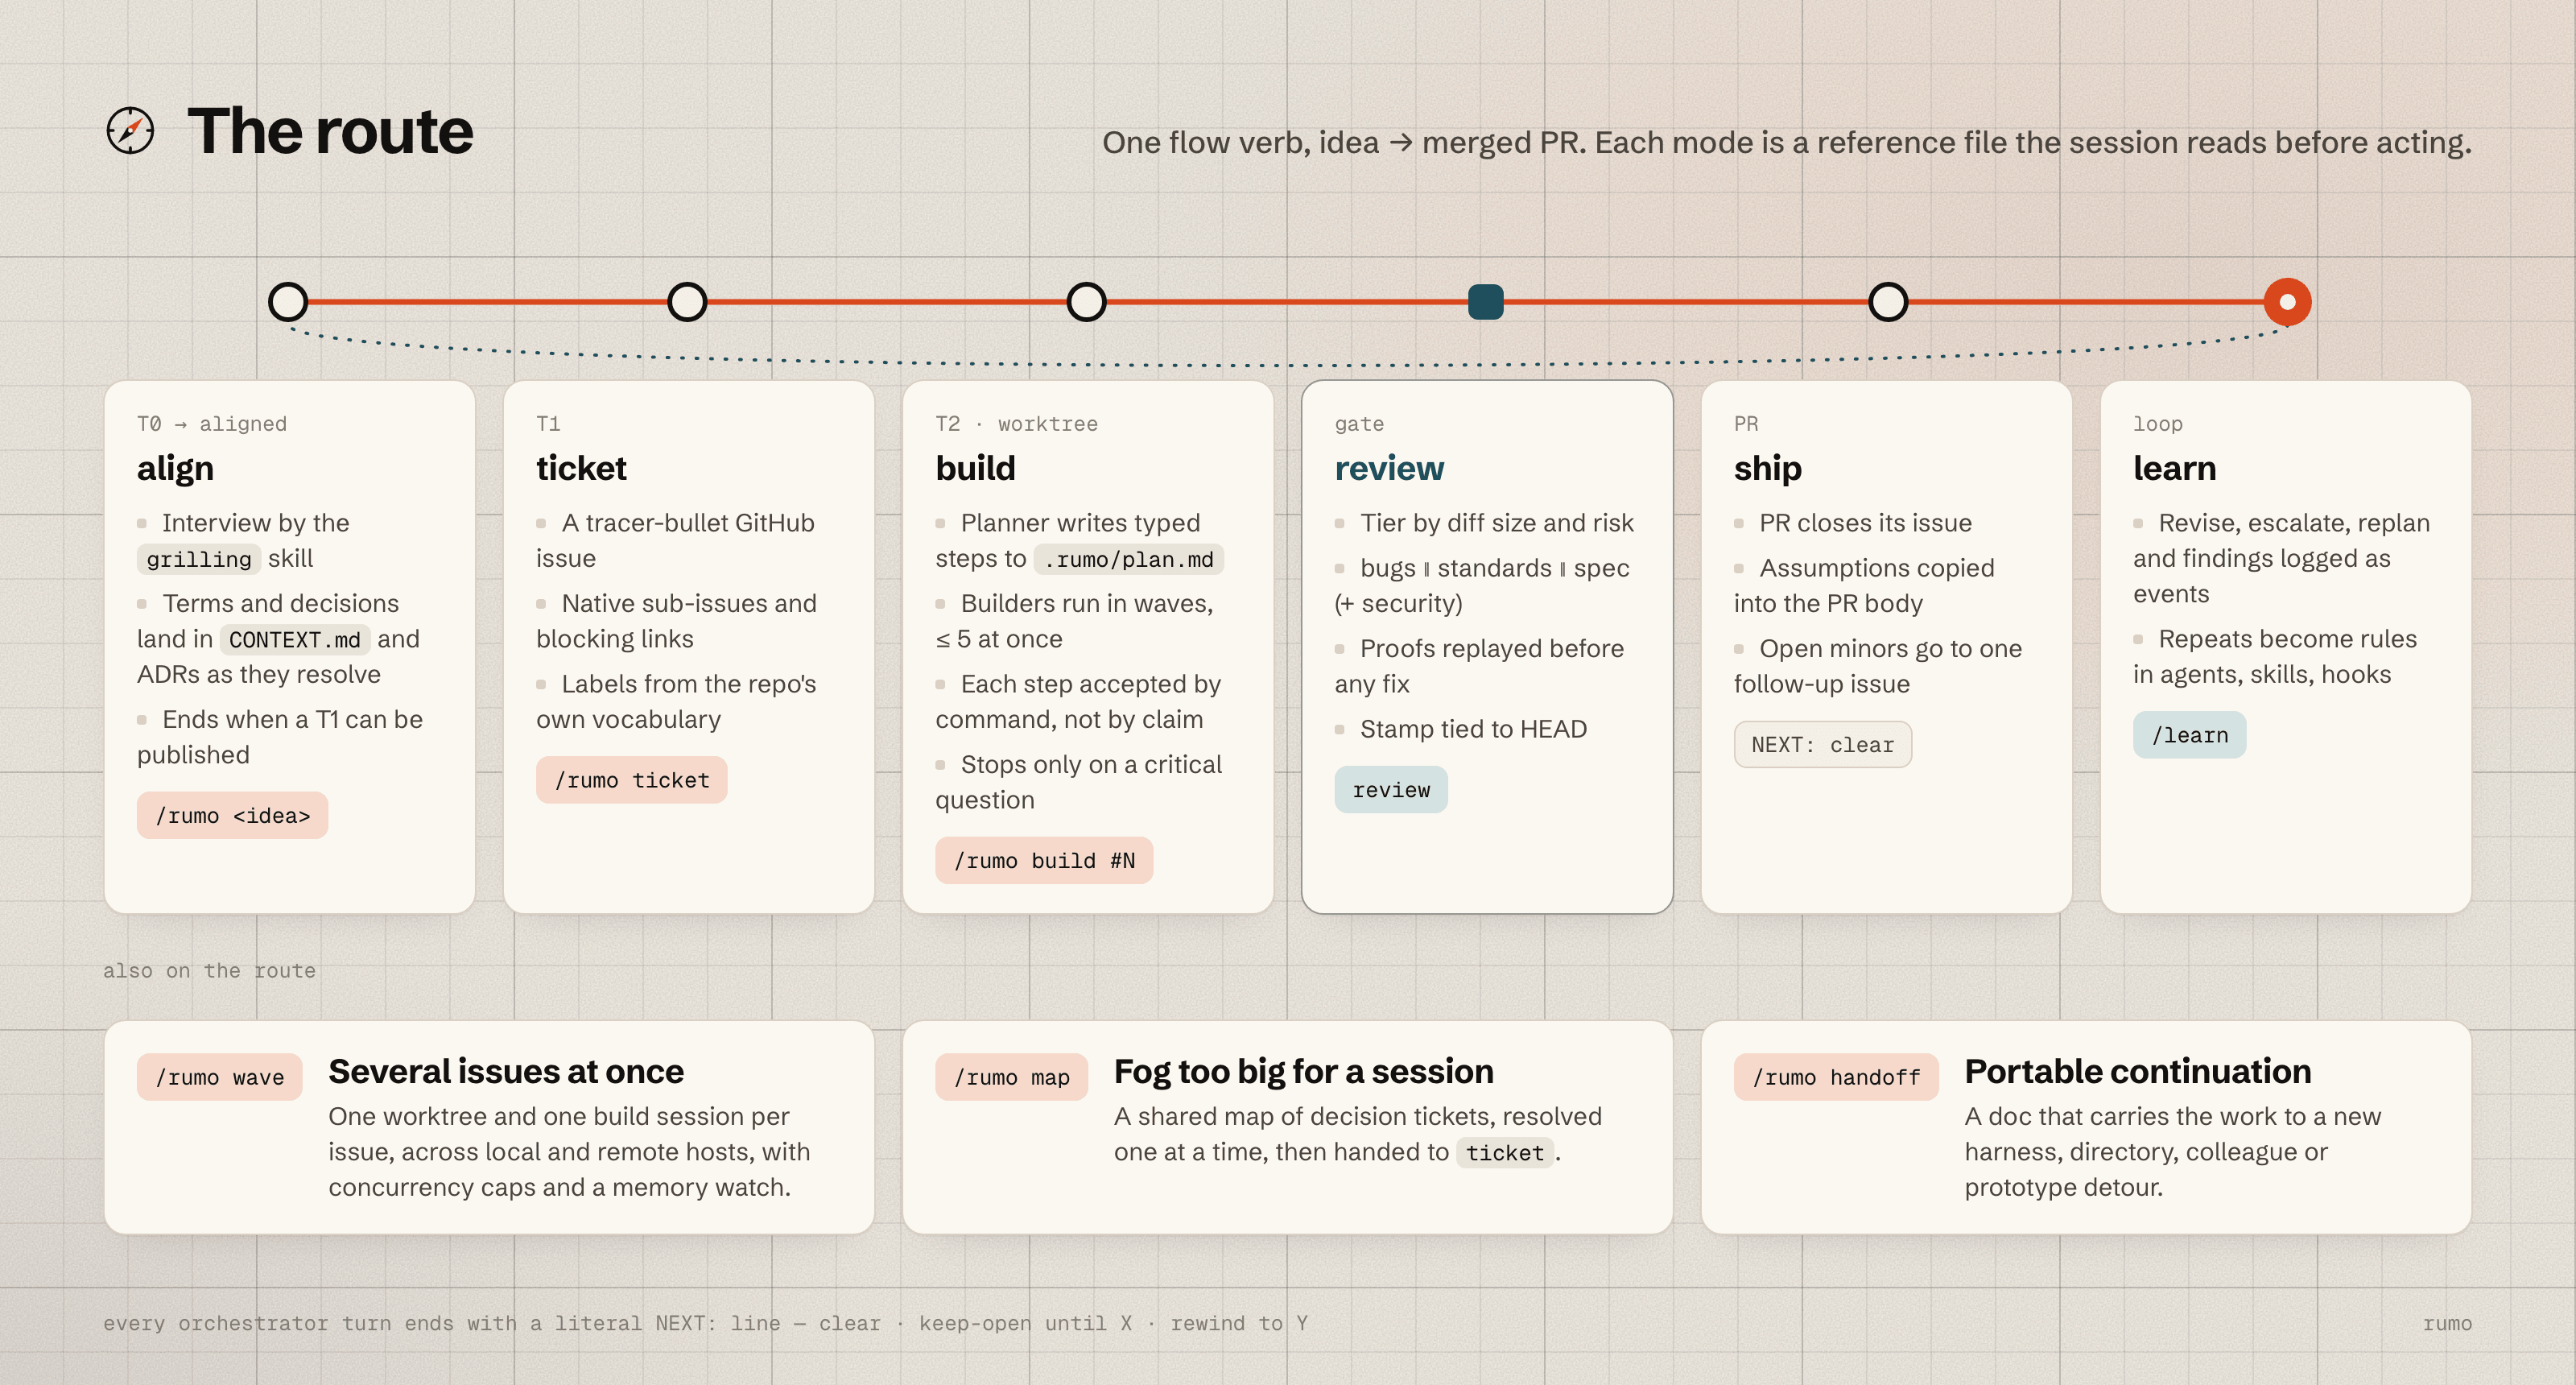 The route
One flow verb, idea → merged PR. Each mode is a reference file the session reads before acting.
T0 → aligned
align
Interview by the
grilling skill
Terms and decisions
land in CONTEXT.md and
ADRs as they resolve
Ends when a T1 can be
published
/rumo <idea>
T1
ticket
A tracer-bullet GitHub
issue
Native sub-issues and
blocking links
Labels from the repo's
own vocabulary
/rumo ticket
T2 · worktree
build
Planner writes typed
steps to .rumo/plan.md
Builders run in waves,
≤ 5 at once
Each step accepted by
command, not by claim
Stops only on a critical
question
/rumo build #N
gate
review
Tier by diff size and risk
bugs ‖ standards ‖ spec
(+ security)
Proofs replayed before
any fix
Stamp tied to HEAD
review
PR
ship
PR closes its issue
Assumptions copied
into the PR body
Open minors go to one
follow-up issue
NEXT: clear
loop
learn
Revise, escalate, replan
and findings logged as
events
Repeats become rules
in agents, skills, hooks
/learn
also on the route
/rumo wave
Several issues at once
One worktree and one build session per
issue, across local and remote hosts, with
concurrency caps and a memory watch.
/rumo map
Fog too big for a session
A shared map of decision tickets, resolved
one at a time, then handed to ticket.
/rumo handoff
Portable continuation
A doc that carries the work to a new
harness, directory, colleague or
prototype detour.
every orchestrator turn ends with a literal NEXT: line — clear · keep-open until X · rewind to Y
rumo